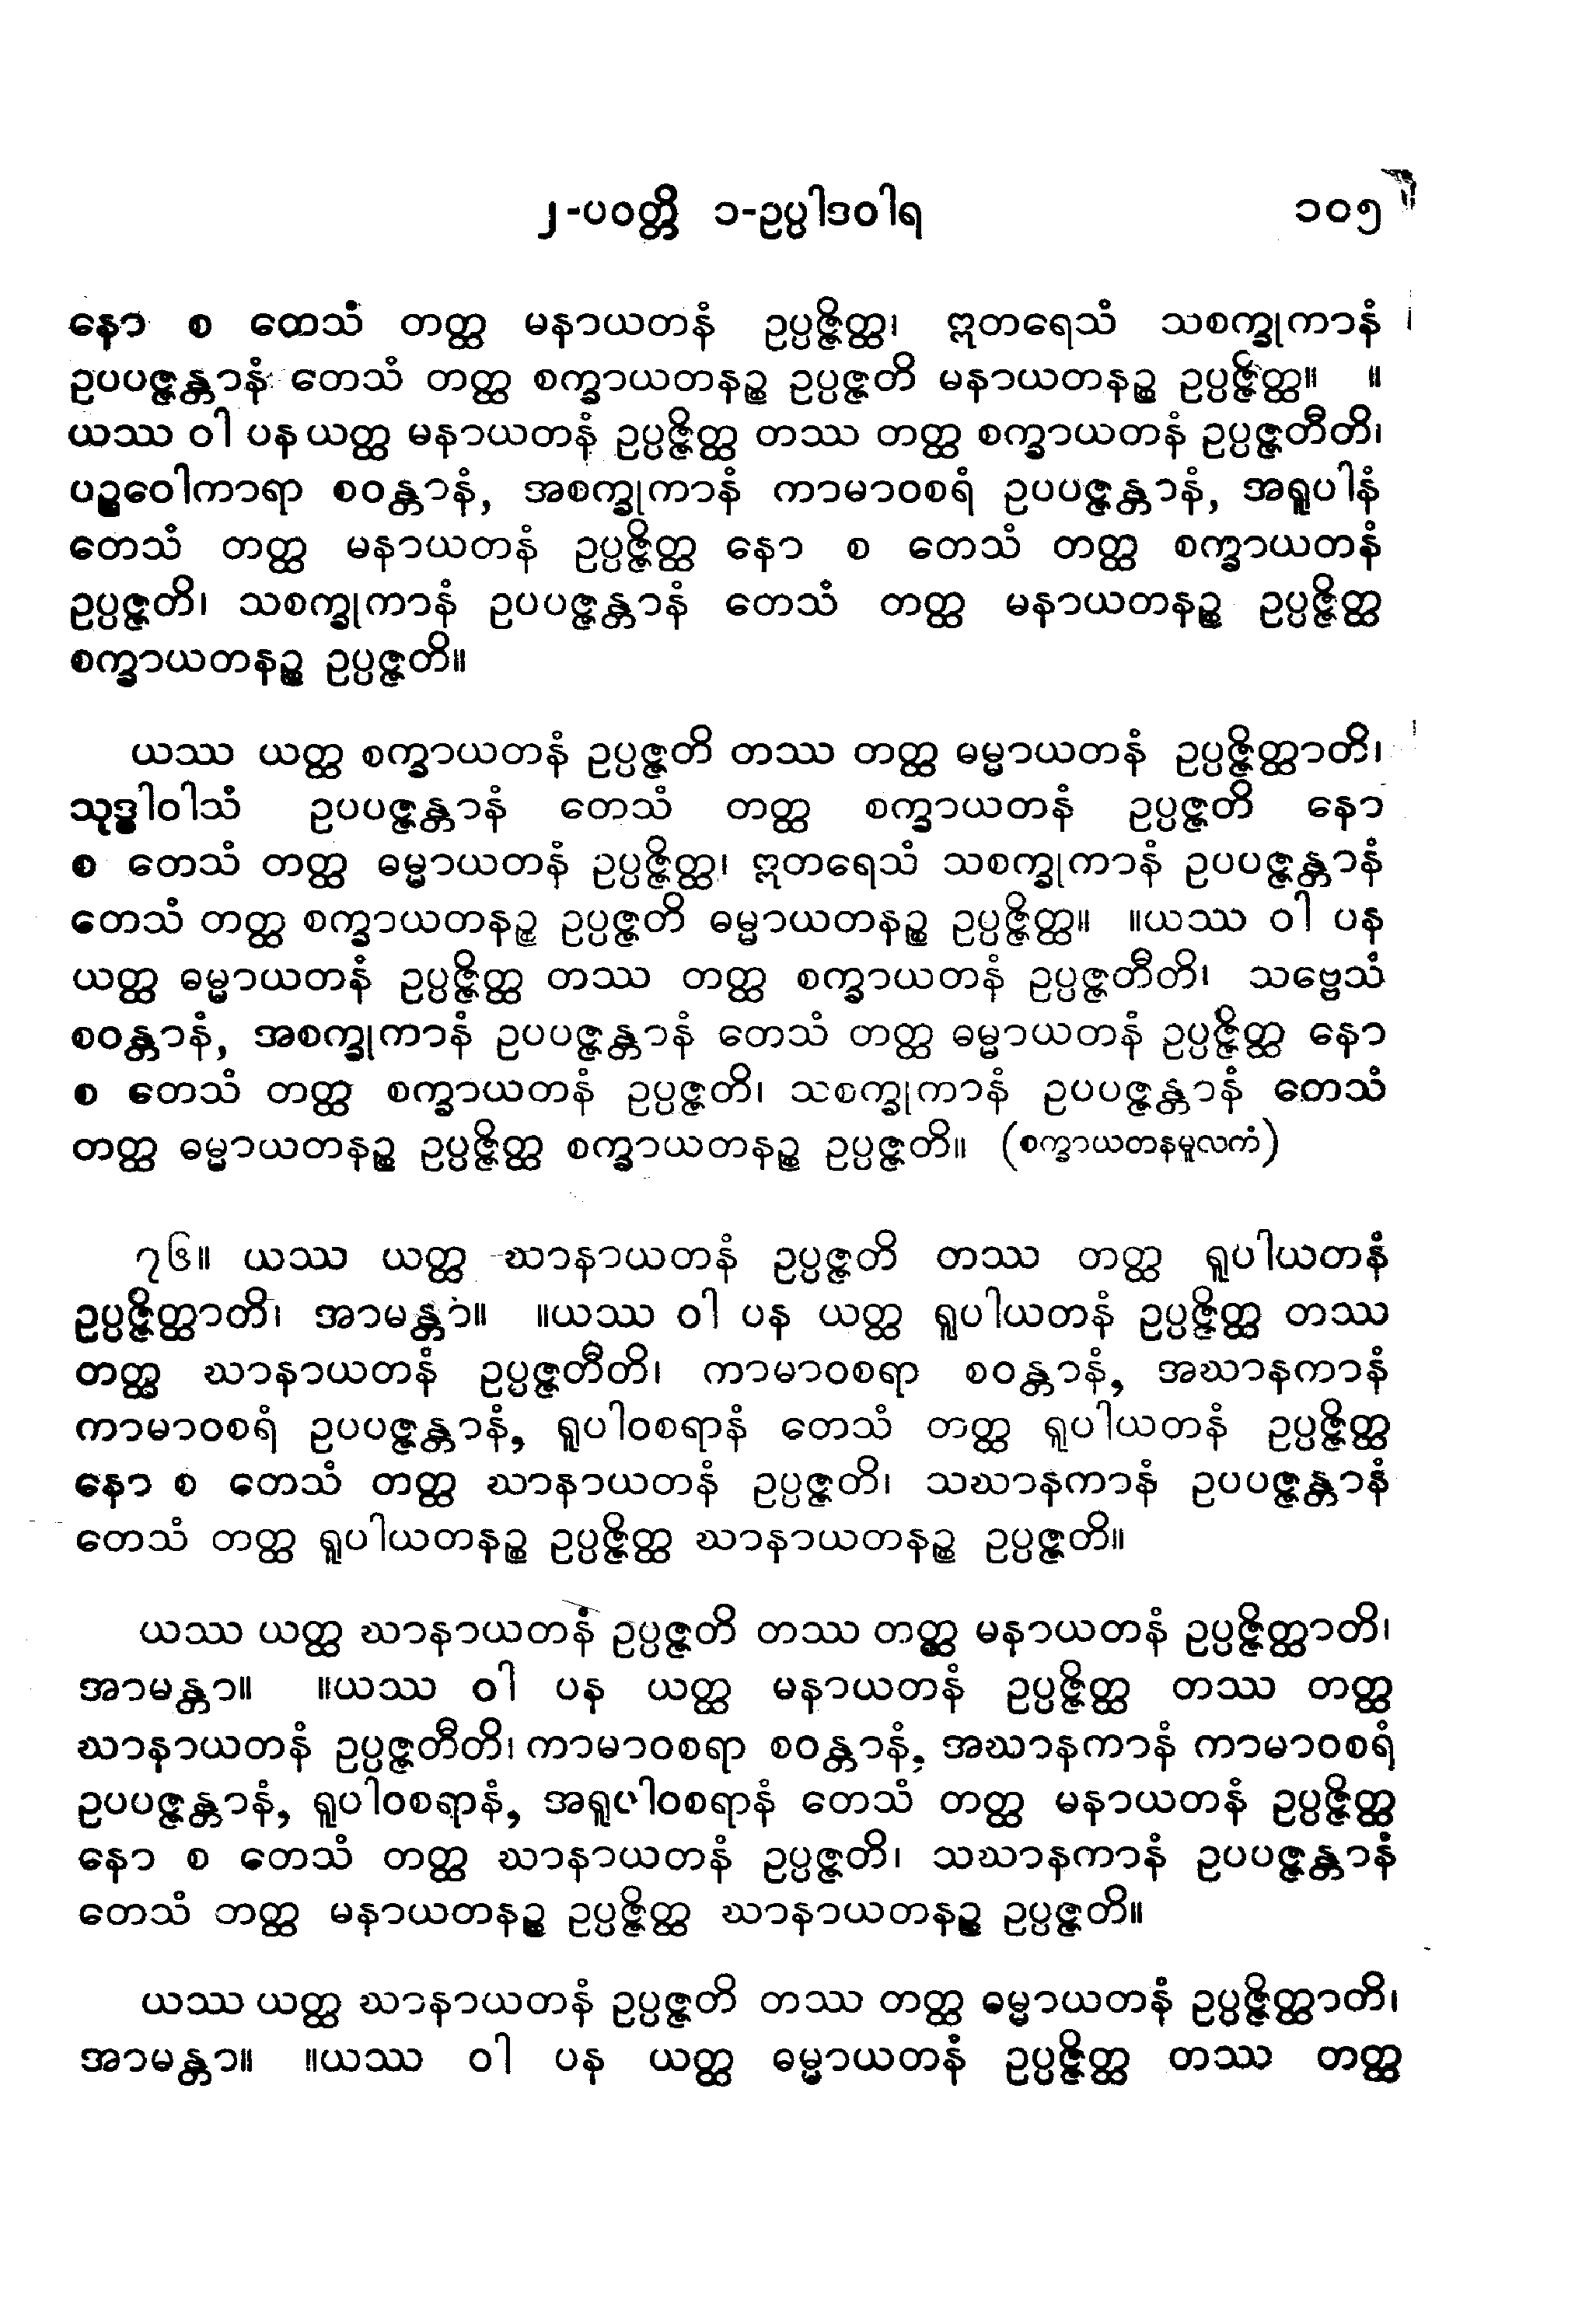 ၂-ပဝတ္တိ ၁-ဥပ္ပါဒဝါရ ၁၀၅
နော စ တေသံ တတ္ထ မနာယတနံ ဥပ္ပဇ္ဇိတ္ထ၊ ဣတရေသံ သစက္ခုကာနံ
ဥပပဇ္ဇန္တာနံ တေသံ တတ္ထ စက္ခာယတနဉ္စ ဥပ္ပဇ္ဇတိ မနာယတနဉ္စ ဥပ္ပဇ္ဇိတ္ထ။ ။
ယဿ ဝါ ပန ယတ္ထ မနာယတနံ ဥပ္ပဇ္ဇိတ္ထ တဿ တတ္ထ စက္ခာယတနံ ဥပ္ပဇ္ဇတီတိ၊
ပဉ္စဝေါကာရာ စဝန္တာနံ, အစက္ခုကာနံ ကာမာဝစရံ ဥပပဇ္ဇန္တာနံ, အရူပါနံ
တေသံ တတ္ထ မနာယတနံ ဥပ္ပဇ္ဇိတ္ထ နော စ တေသံ တတ္ထ စက္ခာယတနံ
ဥပ္ပဇ္ဇတိ၊ သစက္ခုကာနံ ဥပပဇ္ဇန္တာနံ တေသံ တတ္ထ မနာယတနဉ္စ ဥပ္ပဇ္ဇိတ္ထ
စက္ခာယတနဉ္စ ဥပ္ပဇ္ဇတိ။
ယဿ ယတ္ထ စက္ခာယတနံ ဥပ္ပဇ္ဇတိ တဿ တတ္ထ ဓမ္မာယတနံ ဥပ္ပဇ္ဇိတ္ထာတိ၊
သုဒ္ဓါဝါသံ ဥပပဇ္ဇန္တာနံ တေသံ တတ္ထ စက္ခာယတနံ ဥပ္ပဇ္ဇတိ နော
စ တေသံ တတ္ထ ဓမ္မာယတနံ ဥပ္ပဇ္ဇိတ္ထ၊ ဣတရေသံ သစက္ခုကာနံ ဥပပဇ္ဇန္တာနံ
တေသံ တတ္ထ စက္ခာယတနဉ္စ ဥပ္ပဇ္ဇတိ ဓမ္မာယတနဉ္စ ဥပ္ပဇ္ဇိတ္ထ။ ။ယဿ ဝါ ပန
ယတ္ထ ဓမ္မာယတနံ ဥပ္ပဇ္ဇိတ္ထ တဿ တတ္ထ စက္ခာယတနံ ဥပ္ပဇ္ဇတီတိ၊ သဗ္ဗေသံ
စဝန္တာနံ, အစက္ခုကာနံ ဥပပဇ္ဇန္တာနံ တေသံ တတ္ထ ဓမ္မာယတနံ ဥပ္ပဇ္ဇိတ္ထ နော
စ တေသံ တတ္ထ စက္ခာယတနံ ဥပ္ပဇ္ဇတိ၊ သစက္ခုကာနံ ဥပပဇ္ဇန္တာနံ တေသံ
တတ္ထ ဓမ္မာယတနဉ္စ ဥပ္ပဇ္ဇိတ္ထ စက္ခာယတနဉ္စ ဥပ္ပဇ္ဇတိ။ (စက္ခာယတနမူလကံ)
၇၆။ ယဿ ယတ္ထ ဃာနာယတနံ ဥပ္ပဇ္ဇတိ တဿ တတ္ထ ရူပါယတနံ
ဥပ္ပဇ္ဇိတ္ထာတိ၊ အာမန္တာ။ ။ယဿ ဝါ ပန ယတ္ထ ရူပါယတနံ ဥပ္ပဇ္ဇိတ္ထ တဿ
တတ္ထ ဃာနာယတနံ ဥပ္ပဇ္ဇတီတိ၊ ကာမာဝစရာ စဝန္တာနံ, အဃာနကာနံ
ကာမာဝစရံ ဥပပဇ္ဇန္တာနံ, ရူပါဝစရာနံ တေသံ တတ္ထ ရူပါယတနံ ဥပ္ပဇ္ဇိတ္ထ
နော စ တေသံ တတ္ထ ဃာနာယတနံ ဥပ္ပဇ္ဇတိ၊ သဃာနကာနံ ဥပပဇ္ဇန္တာနံ
တေသံ တတ္ထ ရူပါယတနဉ္စ ဥပ္ပဇ္ဇိတ္ထ ဃာနာယတနဉ္စ ဥပ္ပဇ္ဇတိ။
ယဿ ယတ္ထ ဃာနာယတနံ ဥပ္ပဇ္ဇတိ တဿ တတ္ထ မနာယတနံ ဥပ္ပဇ္ဇိတ္ထာတိ၊
အာမန္တာ။ ။ယဿ ဝါ ပန ယတ္ထ မနာယတနံ ဥပ္ပဇ္ဇိတ္ထ တဿ တတ္ထ
ဃာနာယတနံ ဥပ္ပဇ္ဇတီတိ၊ ကာမာဝစရာ စဝန္တာနံ, အဃာနကာနံ ကာမာဝစရံ
ဥပပဇ္ဇန္တာနံ, ရူပါဝစရာနံ, အရူပါဝစရာနံ တေသံ တတ္ထ မနာယတနံ ဥပ္ပဇ္ဇိတ္ထ
နော စ တေသံ တတ္ထ ဃာနာယတနံ ဥပ္ပဇ္ဇတိ၊ သဃာနကာနံ ဥပပဇ္ဇန္တာနံ
တေသံ တတ္ထ မနာယတနဉ္စ ဥပ္ပဇ္ဇိတ္ထ ဃာနာယတနဉ္စ ဥပ္ပဇ္ဇတိ။
ယဿ ယတ္ထ ဃာနာယတနံ ဥပ္ပဇ္ဇတိ တဿ တတ္ထ ဓမ္မာယတနံ ဥပ္ပဇ္ဇိတ္ထာတိ၊
အာမန္တာ။ ။ယဿ ဝါ ပန ယတ္ထ ဓမ္မာယတနံ ဥပ္ပဇ္ဇိတ္ထ တဿ တတ္ထ